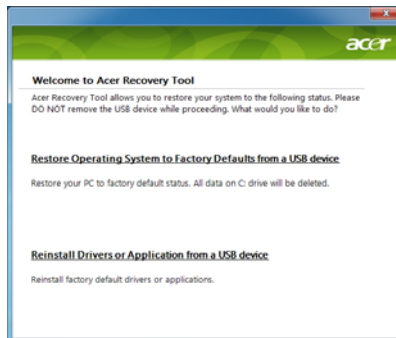 acer
Welcome to Acer Recovery Tool
Acer Recovery Tool allows you to restore your system to the following status. Please
DO NOT remove the USB device while proceeding. What would you like to do?
Restore Operating System to Factory Defaults from a USB device
Restore your PC to factory default status. All data on C: drive will be deleted.
Reinstall Drivers or Application from a USB device
Reinstall factory default drivers or applications.